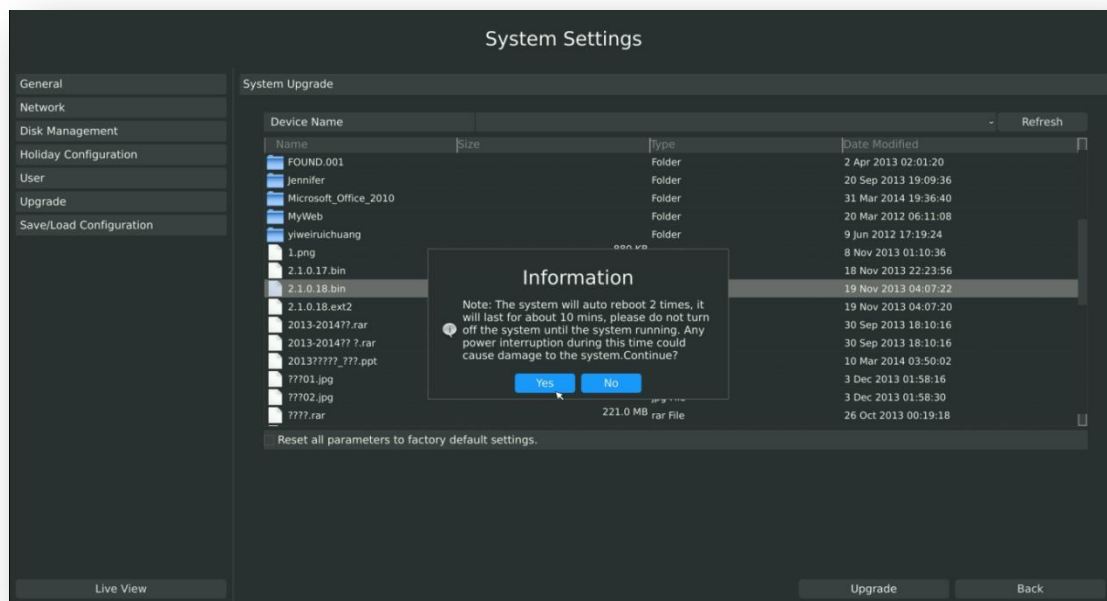 System Settings
General
Network
Disk Management
Holiday Configuration
User
Upgrade
Save/Load Configuration
Live View
System Upgrade
Device Name Refresh
Name Size Type Date Modified
FOUND.001 Folder 2 Apr 2013 02:01:20
Jennifer Folder 20 Sep 2013 19:09:36
Microsoft_Office_2010 Folder 31 Mar 2014 19:36:40
MyWeb Folder 20 Mar 2012 06:11:08
yiweiruichuang Folder 9 Jun 2012 17:19:24
1.png 8 Nov 2013 01:10:36
2.1.0.17.bin 18 Nov 2013 22:23:56
2.1.0.18.bin 19 Nov 2013 04:07:22
2.1.0.18.ext2 19 Nov 2013 04:07:20
2013-2014??.rar 30 Sep 2013 18:10:16
2013-2014?? ?.rar 30 Sep 2013 18:10:16
2013?????_???.ppt 10 Mar 2014 03:50:02
???01.jpg 3 Dec 2013 01:58:16
???02.jpg 3 Dec 2013 01:58:30
????.rar 221.0 MB rar File 26 Oct 2013 00:19:18
Information
Note: The system will auto reboot 2 times, it
will last for about 10 mins, please do not turn
off the system until the system running. Any
power interruption during this time could
cause damage to the system.Continue?
Yes No
Reset all parameters to factory default settings.
Upgrade Back